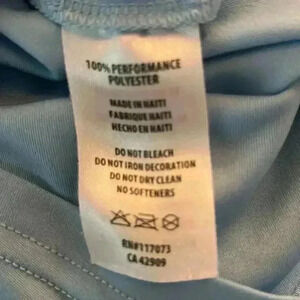 100% PERFORMANCE
POLYESTER
MADE IN HAITI
FABRIQUE HAITI
HECHO EN HAITI
DO NOT BLEACH
DO NOT IRON DECORATION
DO NOT DRY CLEAN
NO SOFTENERS
RN#117073
CA 42909